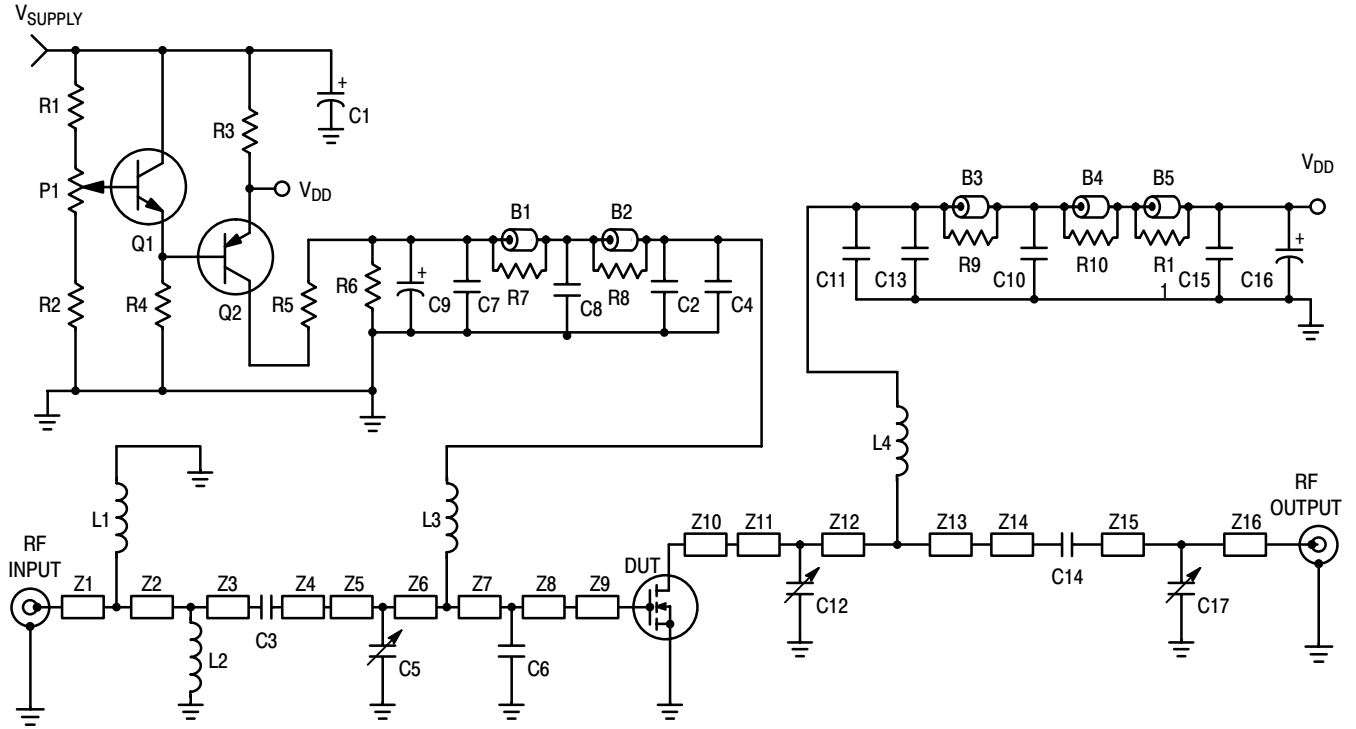 VSUPPLY
R1
P1
R2
Q1
R4
R3
+
C1
VDD
Q2
R5
R6
+
C9
C7
B1
R7
C8
B2
R8
C2
C4
VDD
B3
B4
B5
C11
C13
R9
C10
R10
R1
1
C15
C16
+
L1
L3
L4
RF
INPUT
Z1
Z2
Z3
C3
Z4
Z5
Z6
Z7
Z8
Z9
L2
C5
C6
DUT
Z10
Z11
Z12
C12
Z13
Z14
C14
Z15
Z16
C17
RF
OUTPUT